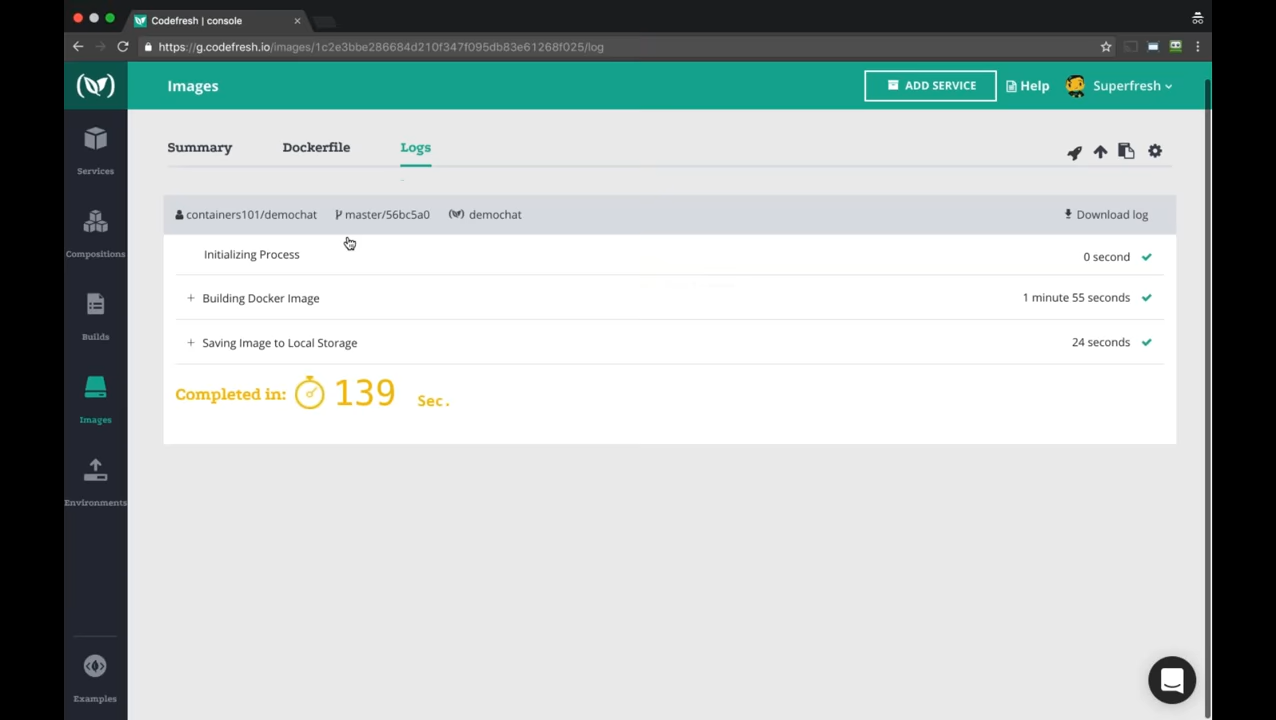 Codefresh | console
https://g.codefresh.io/images/1c2e3bbe286684d210f347f095db83e61268f025/log
Images
ADD SERVICE
Help
Superfresh
Services
Compositions
Builds
Images
Environments
Examples
Summary
Dockerfile
Logs
containers101/demochat
master/56bc5a0
demochat
Download log
Initializing Process
0 second
+ Building Docker Image
1 minute 55 seconds
+ Saving Image to Local Storage
24 seconds
Completed in: 139 Sec.